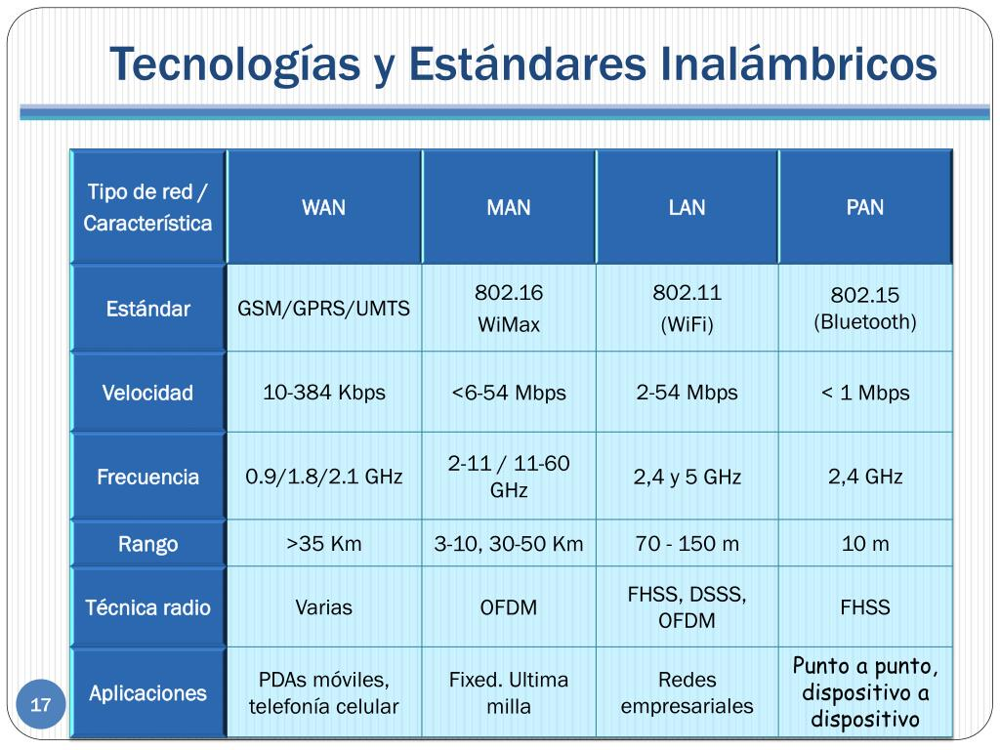 Tecnologías y Estándares Inalámbricos
Tipo de red /
Característica
WAN
MAN
LAN
PAN
Estándar
GSM/GPRS/UMTS
802.16
WiMax
802.11
(WiFi)
802.15
(Bluetooth)
Velocidad
10-384 Kbps
<6-54 Mbps
2-54 Mbps
< 1 Mbps
Frecuencia
0.9/1.8/2.1 GHz
2-11 / 11-60
GHz
2,4 y 5 GHz
2,4 GHz
Rango
>35 Km
3-10, 30-50 Km
70 - 150 m
10 m
Técnica radio
Varias
OFDM
FHSS, DSSS,
OFDM
FHSS
Aplicaciones
PDAs móviles,
telefonía celular
Fixed. Ultima
milla
Redes
empresariales
Punto a punto,
dispositivo a
dispositivo
17